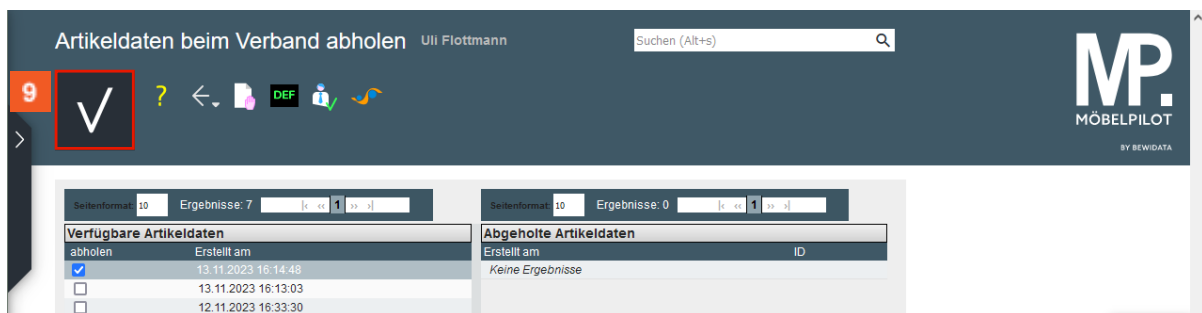 Artikeldaten beim Verband abholen Uli Flottmann
Suchen (Alt+s)
9
?
DEF
MP.
MÖBELPILOT
BY BEWIDATA
Seitenformat: 10 Ergebnisse: 7 |‹ ‹‹ 1 ›› ›|
Verfügbare Artikeldaten
abholen Erstellt am
13.11.2023 16:14:48
13.11.2023 16:13:03
12.11.2023 16:33:30
Seitenformat: 10 Ergebnisse: 0 |‹ ‹‹ 1 ›› ›|
Abgeholte Artikeldaten
Erstellt am ID
Keine Ergebnisse